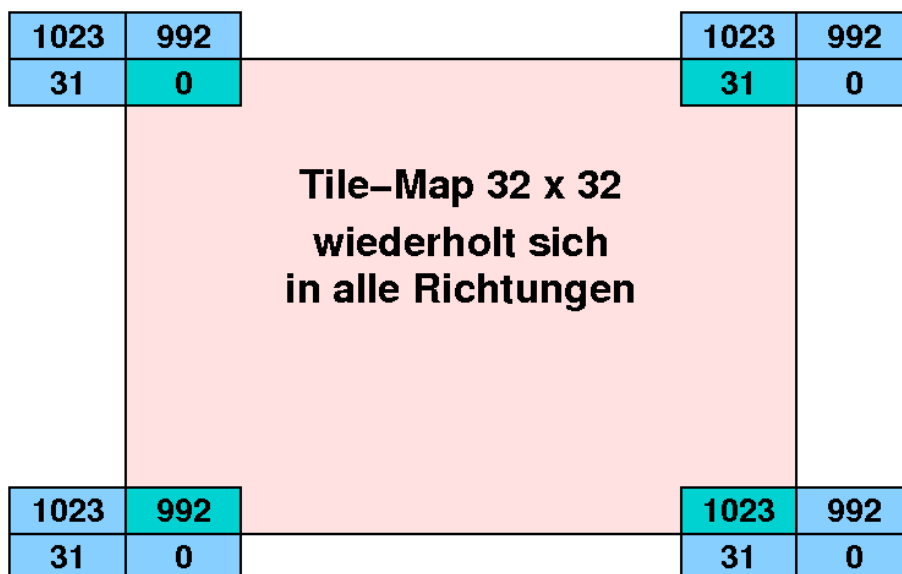 1023 992 1023 992
31 0 31 0
Tile–Map 32 x 32
wiederholt sich
in alle Richtungen
1023 992 1023 992
31 0 31 0